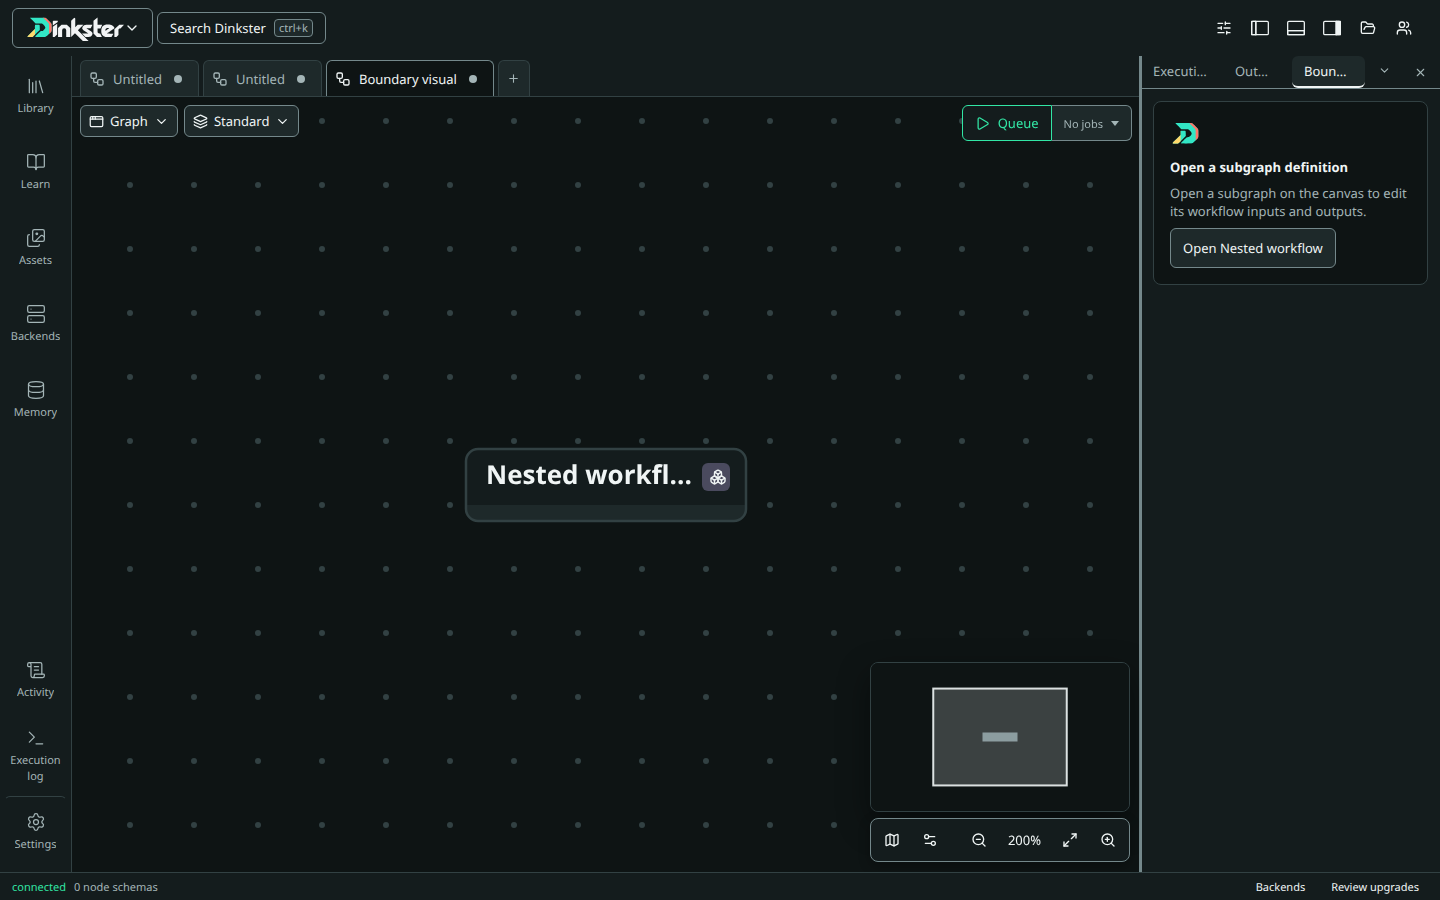 Dinkster
Search Dinkster ctrl+k
Library
Learn
Assets
Backends
Memory
Activity
Execution
log
Settings
Untitled
Untitled
Boundary visual
Graph
Standard
Queue
No jobs
Nested workfl...
200%
Executi...
Out...
Boun...
Open a subgraph definition
Open a subgraph on the canvas to edit
its workflow inputs and outputs.
Open Nested workflow
connected 0 node schemas
Backends
Review upgrades